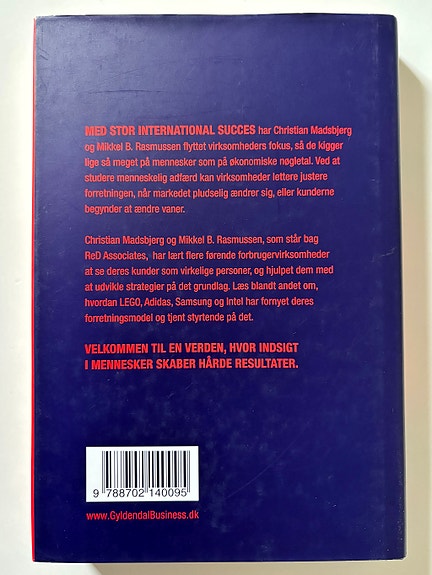 MED STOR INTERNATIONAL SUCCES har Christian Madsbjerg
og Mikkel B. Rasmussen flyttet virksomheders fokus, så de kigger
lige så meget på mennesker som på økonomiske nøgletal. Ved at
studere menneskelig adfærd kan virksomheder lettere justere
forretningen, når markedet pludselig ændrer sig, eller kunderne
begynder at ændre vaner.
Christian Madsbjerg og Mikkel B. Rasmussen, som står bag
ReD Associates, har lært flere førende forbrugervirksomheder
at se deres kunder som virkelige personer, og hjulpet dem med
at udvikle strategier på det grundlag. Læs blandt andet om,
hvordan LEGO, Adidas, Samsung og Intel har fornyet deres
forretningsmodel og tjent styrtende på det.
VELKOMMEN TIL EN VERDEN, HVOR INDSIGT
I MENNESKER SKABER HÅRDE RESULTATER.
9 788702 140095
www.GyldendalBusiness.dk